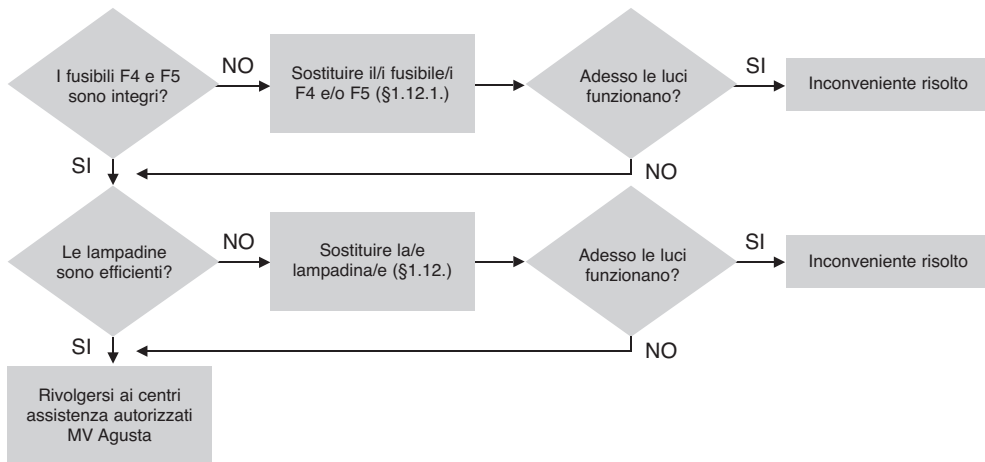 I fusibili F4 e F5
sono integri?
NO
Sostituire il/i fusibile/i
F4 e/o F5 (§1.12.1.)
Adesso le luci
funzionano?
SI
Inconveniente risolto
SI
NO
Le lampadine
sono efficienti?
NO
Sostituire la/e
lampadina/e (§1.12.)
Adesso le luci
funzionano?
SI
Inconveniente risolto
SI
NO
Rivolgersi ai centri
assistenza autorizzati
MV Agusta